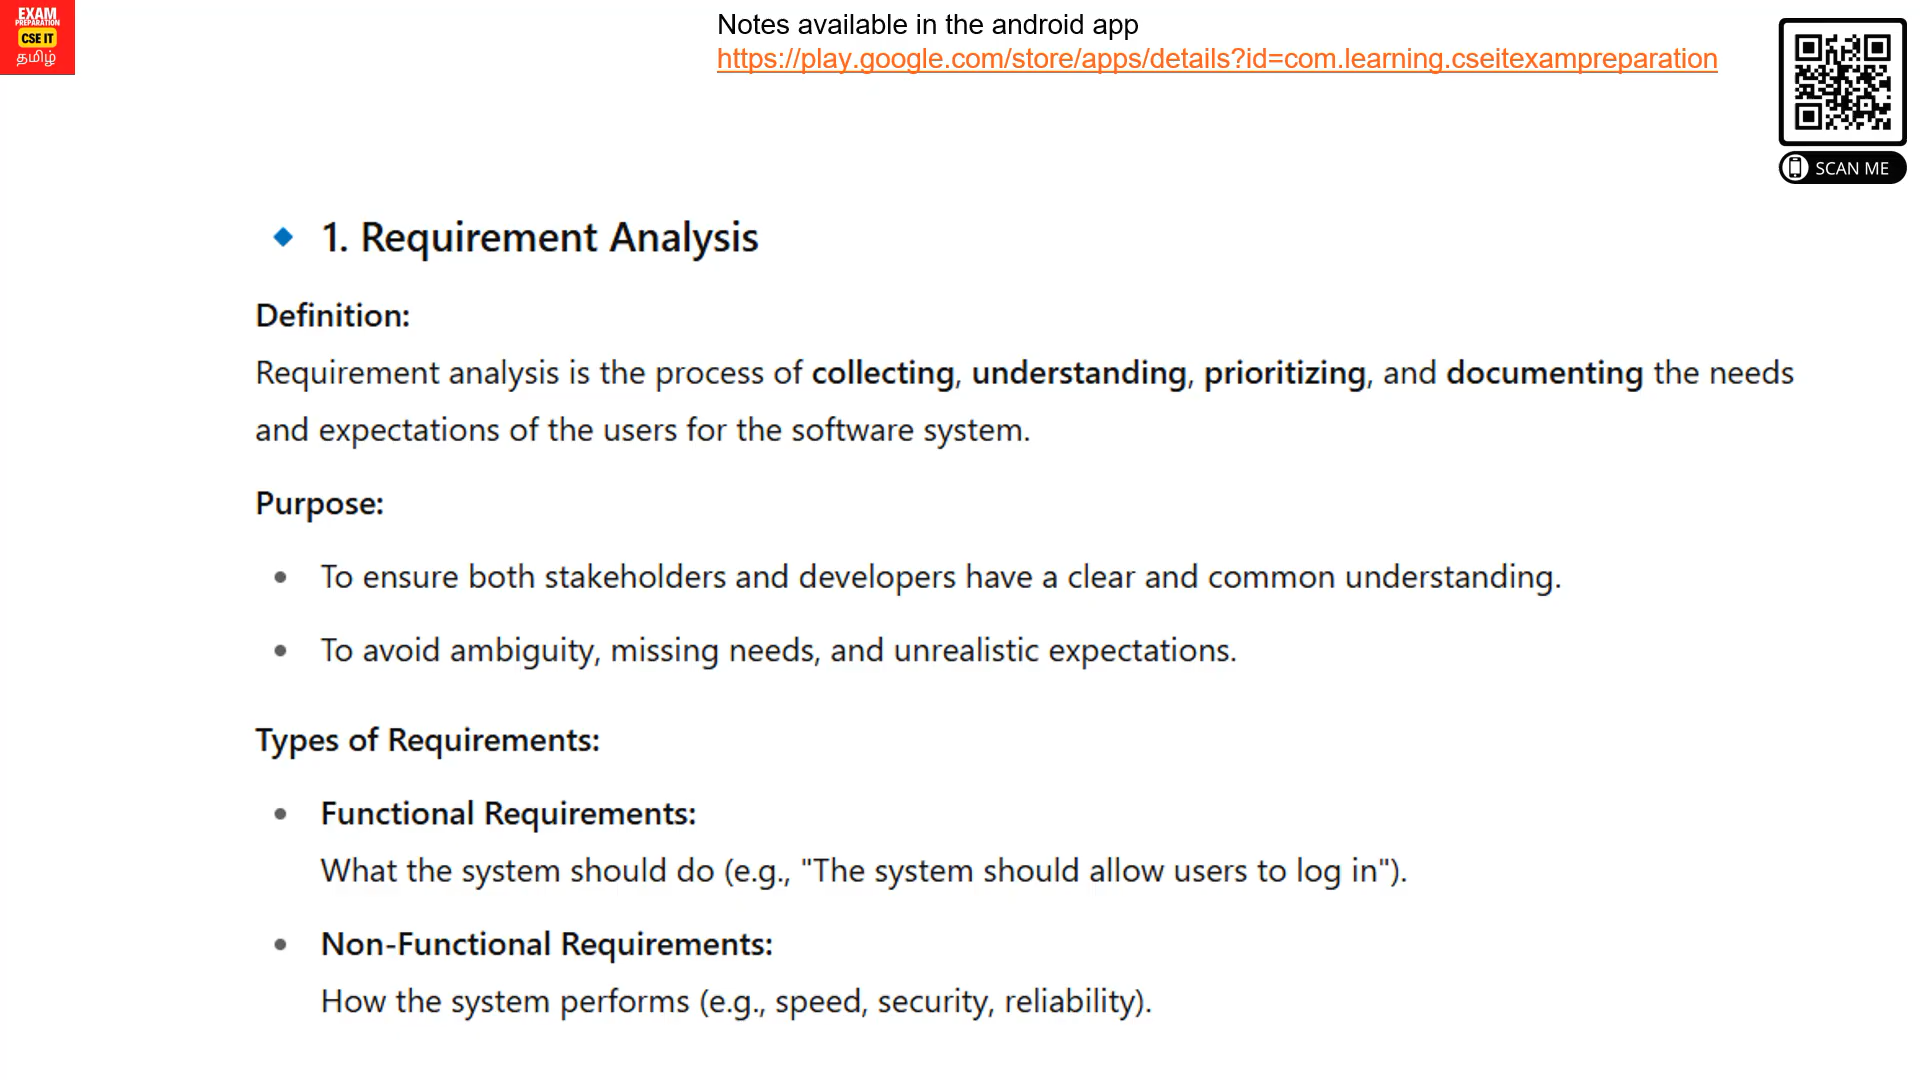 EXAM
PREPARATION
CSE IT
தமிழ்
Notes available in the android app
https://play.google.com/store/apps/details?id=com.learning.cseitexampreparation
SCAN ME
1. Requirement Analysis
Definition:
Requirement analysis is the process of collecting, understanding, prioritizing, and documenting the needs
and expectations of the users for the software system.
Purpose:
• To ensure both stakeholders and developers have a clear and common understanding.
• To avoid ambiguity, missing needs, and unrealistic expectations.
Types of Requirements:
• Functional Requirements:
What the system should do (e.g., "The system should allow users to log in").
• Non-Functional Requirements:
How the system performs (e.g., speed, security, reliability).